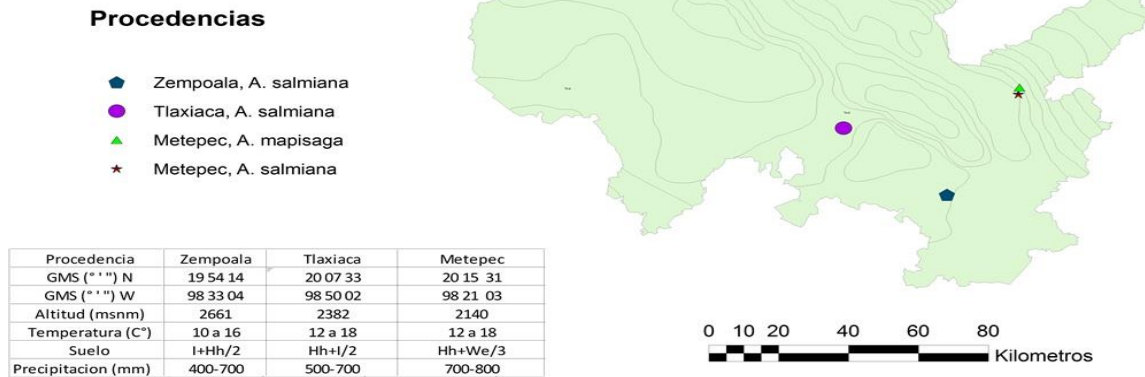 Procedencias
Zempoala, A. salmiana
Tlaxiaca, A. salmiana
Metepec, A. mapisaga
Metepec, A. salmiana
Procedencia Zempoala Tlaxiaca Metepec
GMS (° ' ") N 19 54 14 20 07 33 20 15 31
GMS (° ' ") W 98 33 04 98 50 02 98 21 03
Altitud (msnm) 2661 2382 2140
Temperatura (C°) 10 a 16 12 a 18 12 a 18
Suelo I+Hh/2 Hh+I/2 Hh+We/3
Precipitacion (mm) 400-700 500-700 700-800
0 10 20 40 60 80
Kilometros